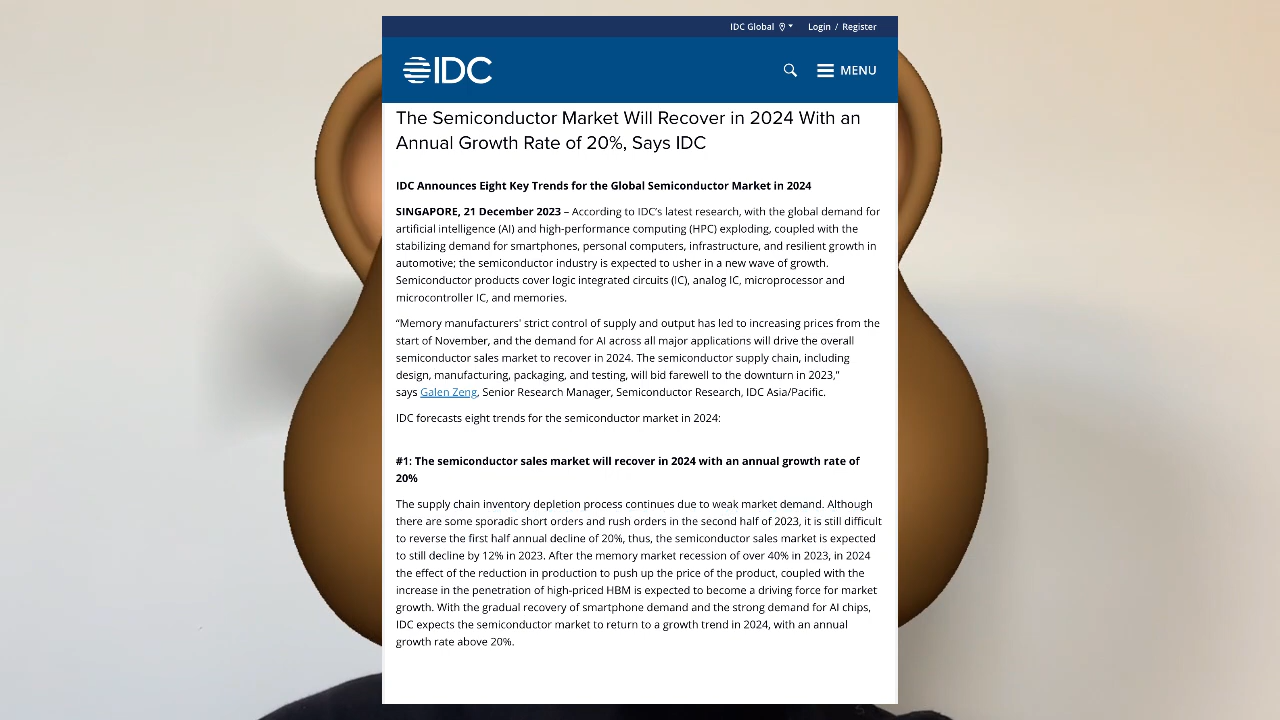 IDC Global
Login / Register
IDC
MENU
The Semiconductor Market Will Recover in 2024 With an
Annual Growth Rate of 20%, Says IDC
IDC Announces Eight Key Trends for the Global Semiconductor Market in 2024
SINGAPORE, 21 December 2023 – According to IDC's latest research, with the global demand for
artificial intelligence (AI) and high-performance computing (HPC) exploding, coupled with the
stabilizing demand for smartphones, personal computers, infrastructure, and resilient growth in
automotive; the semiconductor industry is expected to usher in a new wave of growth.
Semiconductor products cover logic integrated circuits (IC), analog IC, microprocessor and
microcontroller IC, and memories.
“Memory manufacturers' strict control of supply and output has led to increasing prices from the
start of November, and the demand for AI across all major applications will drive the overall
semiconductor sales market to recover in 2024. The semiconductor supply chain, including
design, manufacturing, packaging, and testing, will bid farewell to the downturn in 2023,"
says Galen Zeng, Senior Research Manager, Semiconductor Research, IDC Asia/Pacific.
IDC forecasts eight trends for the semiconductor market in 2024:
#1: The semiconductor sales market will recover in 2024 with an annual growth rate of
20%
The supply chain inventory depletion process continues due to weak market demand. Although
there are some sporadic short orders and rush orders in the second half of 2023, it is still difficult
to reverse the first half annual decline of 20%, thus, the semiconductor sales market is expected
to still decline by 12% in 2023. After the memory market recession of over 40% in 2023, in 2024
the effect of the reduction in production to push up the price of the product, coupled with the
increase in the penetration of high-priced HBM is expected to become a driving force for market
growth. With the gradual recovery of smartphone demand and the strong demand for AI chips,
IDC expects the semiconductor market to return to a growth trend in 2024, with an annual
growth rate above 20%.